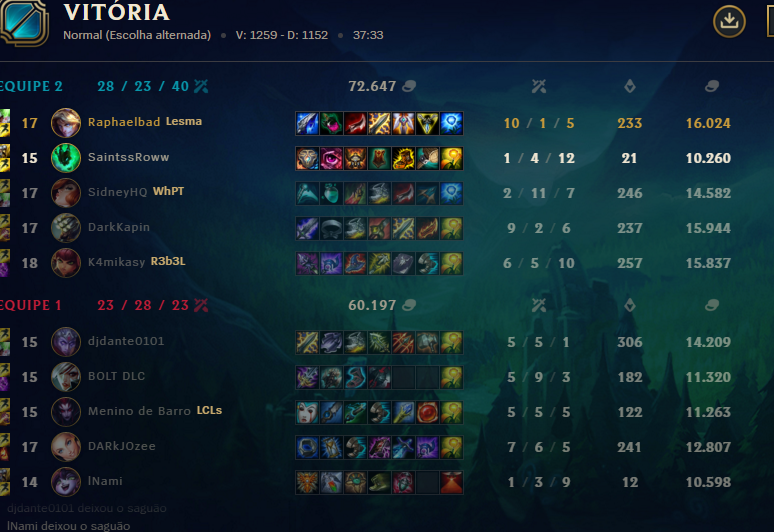 VITÓRIA
Normal (Escolha alternada) • V: 1259 - D: 1152 • 37:33
EQUIPE 2 28 / 23 / 40 72.647
17 Raphaelbad Lesma 10 / 1 / 5 233 16.024
15 SaintssRoww 1 / 4 / 12 21 10.260
17 SidneyHQ WhPT 2 / 11 / 7 246 14.582
17 DarkKapin 9 / 2 / 6 237 15.944
18 K4mikasy R3b3L 6 / 5 / 10 257 15.837
EQUIPE 1 23 / 28 / 23 60.197
15 djdante0101 5 / 5 / 1 306 14.209
15 BOLT DLC 5 / 9 / 3 182 11.320
15 Menino de Barro LCLs 5 / 5 / 5 122 11.263
17 DARkJOzee 7 / 6 / 5 241 12.807
14 lNami 1 / 3 / 9 12 10.598
djdante0101 deixou o saguão
lNami deixou o saguão